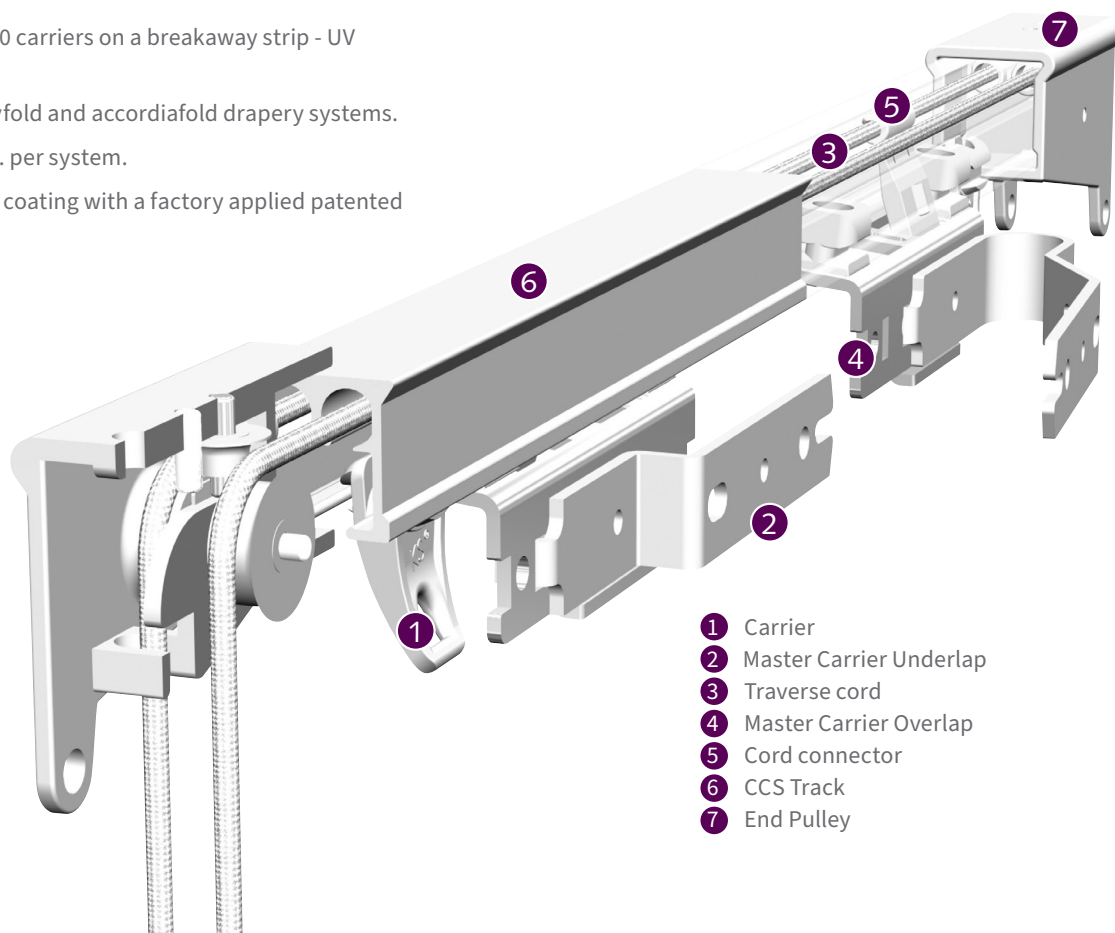 0 carriers on a breakaway strip - UV
fold and accordiafold drapery systems.
. per system.
coating with a factory applied patented
7
5
3
6
4
2
1
1 Carrier
2 Master Carrier Underlap
3 Traverse cord
4 Master Carrier Overlap
5 Cord connector
6 CCS Track
7 End Pulley